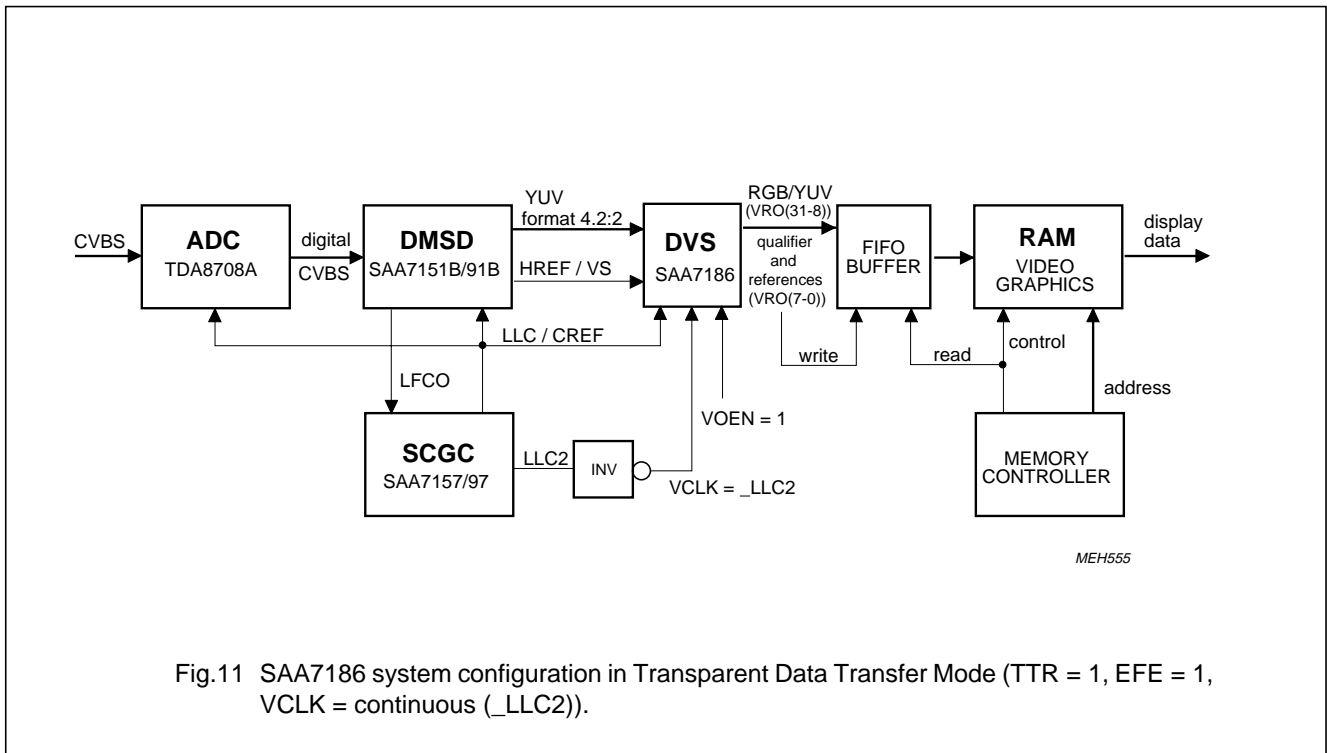 CVBS
ADC
TDA8708A
digital
CVBS
DMSD
SAA7151B/91B
YUV
format 4.2:2
HREF / VS
DVS
SAA7186
RGB/YUV
(VRO(31-8))
qualifier
and
references
(VRO(7-0))
FIFO
BUFFER
RAM
VIDEO
GRAPHICS
display
data
LLC / CREF
write
read
control
LFCO
address
VOEN = 1
SCGC
SAA7157/97
LLC2
INV
VCLK = _LLC2
MEMORY
CONTROLLER
MEH555
Fig.11 SAA7186 system configuration in Transparent Data Transfer Mode (TTR = 1, EFE = 1,
VCLK = continuous (_LLC2)).